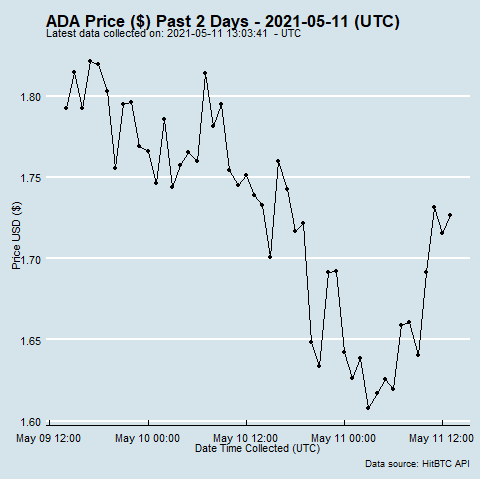 ADA Price ($) Past 2 Days - 2021-05-11 (UTC)
Latest data collected on: 2021-05-11 13:03:41 - UTC
Price USD ($)
1.80
1.75
1.70
1.65
1.60
May 09 12:00 May 10 00:00 May 10 12:00 May 11 00:00 May 11 12:00
Date Time Collected (UTC)
Data source: HitBTC API